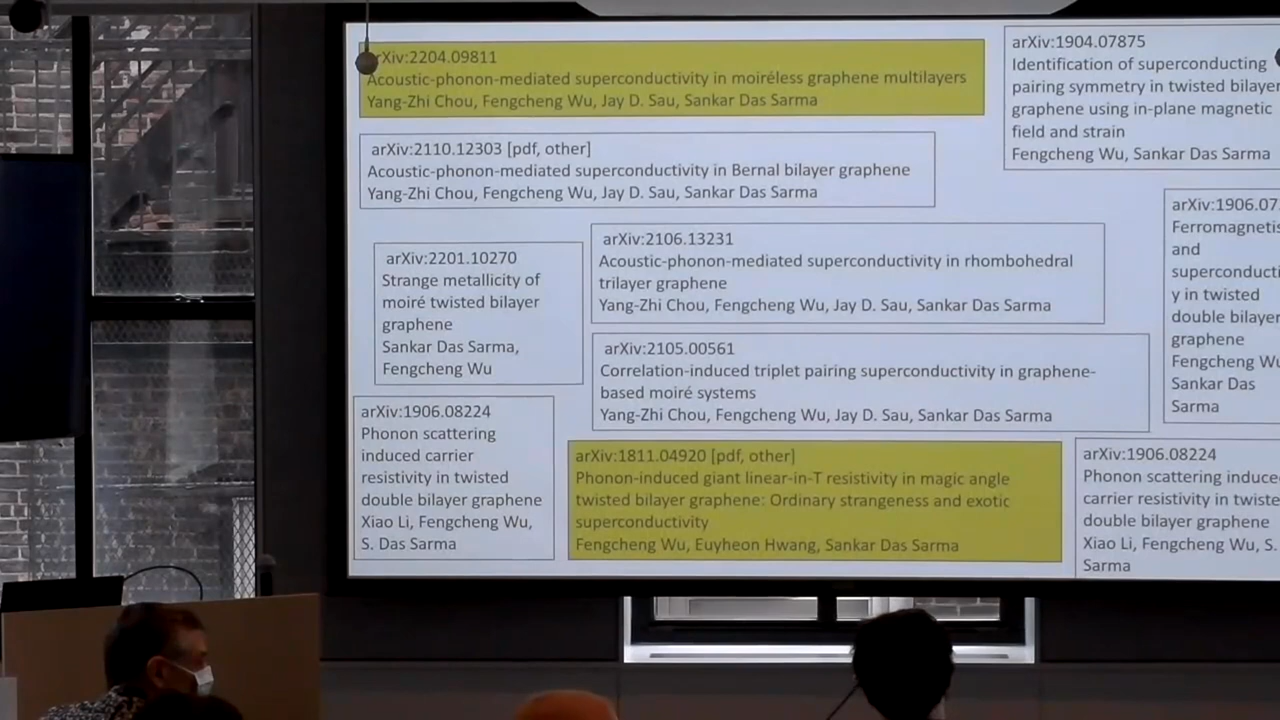 arXiv:2204.09811
Acoustic-phonon-mediated superconductivity in moiréless graphene multilayers
Yang-Zhi Chou, Fengcheng Wu, Jay D. Sau, Sankar Das Sarma
arXiv:1904.07875
Identification of superconducting
pairing symmetry in twisted bilayer
graphene using in-plane magnetic
field and strain
Fengcheng Wu, Sankar Das Sarma
arXiv:2110.12303 [pdf, other]
Acoustic-phonon-mediated superconductivity in Bernal bilayer graphene
Yang-Zhi Chou, Fengcheng Wu, Jay D. Sau, Sankar Das Sarma
arXiv:1906.07
Ferromagnetis
and
superconducti
y in twisted
double bilayer
graphene
Fengcheng Wu
Sankar Das
Sarma
arXiv:2106.13231
Acoustic-phonon-mediated superconductivity in rhombohedral
trilayer graphene
Yang-Zhi Chou, Fengcheng Wu, Jay D. Sau, Sankar Das Sarma
arXiv:2201.10270
Strange metallicity of
moiré twisted bilayer
graphene
Sankar Das Sarma,
Fengcheng Wu
arXiv:2105.00561
Correlation-induced triplet pairing superconductivity in graphene-
based moiré systems
Yang-Zhi Chou, Fengcheng Wu, Jay D. Sau, Sankar Das Sarma
arXiv:1906.08224
Phonon scattering
induced carrier
resistivity in twisted
double bilayer graphene
Xiao Li, Fengcheng Wu,
S. Das Sarma
arXiv:1811.04920 [pdf, other]
Phonon-induced giant linear-in-T resistivity in magic angle
twisted bilayer graphene: Ordinary strangeness and exotic
superconductivity
Fengcheng Wu, Euyheon Hwang, Sankar Das Sarma
arXiv:1906.08224
Phonon scattering induced
carrier resistivity in twiste
double bilayer graphene
Xiao Li, Fengcheng Wu, S.
Sarma